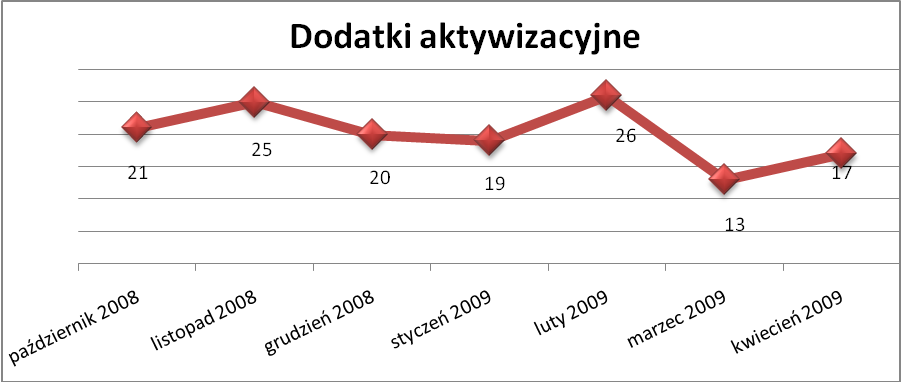 Dodatki aktywizacyjne
21
25
20
19
26
13
17
październik 2008
listopad 2008
grudzień 2008
styczeń 2009
luty 2009
marzec 2009
kwiecień 2009